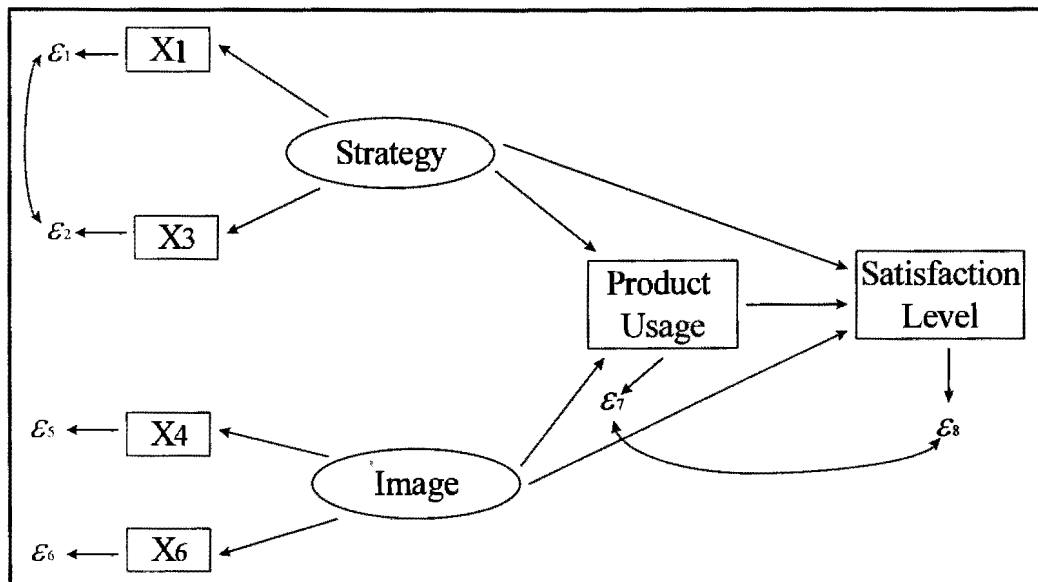 ε1
X1
Strategy
ε2
X3
Product
Usage
Satisfaction
Level
ε7
ε8
ε5
X4
Image
ε6
X6